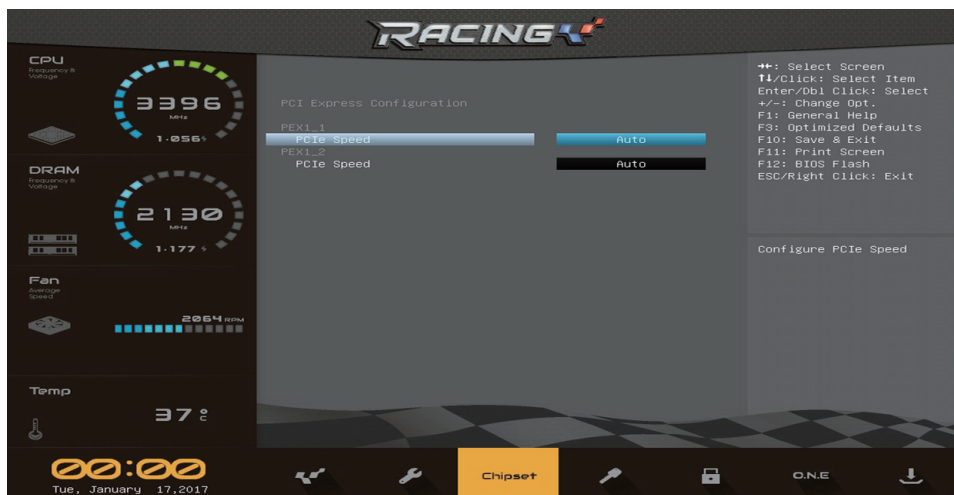 RACING
CPU
Frequency &
Voltage
3396
MHz
1.056
DRAM
Frequency &
Voltage
2130
MHz
1.177
Fan
Average
Speed
2064 RPM
Temp
37 °C
00:00
Tue, January 17,2017
PCI Express Configuration
PEX1_1
PCIe Speed Auto
PEX1_2
PCIe Speed Auto
→←: Select Screen
↑↓/Click: Select Item
Enter/Dbl Click: Select
+/-: Change Opt.
F1: General Help
F3: Optimized Defaults
F10: Save & Exit
F11: Print Screen
F12: BIOS Flash
ESC/Right Click: Exit
Configure PCIe Speed
Chipset
O.N.E